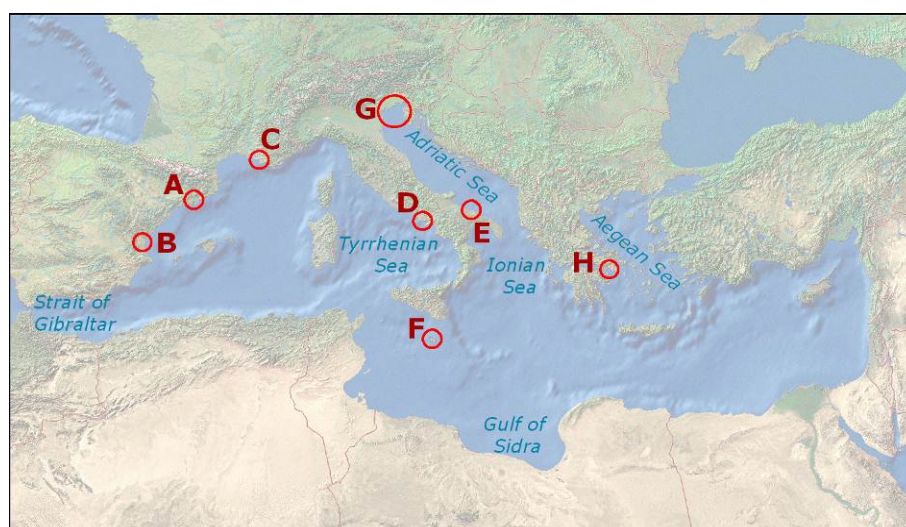 G
C
Adriatic Sea
A
D
B
E
Tyrrhenian
Sea
Aegean Sea
H
Ionian
Sea
Strait of
Gibraltar
F
Gulf of
Sidra